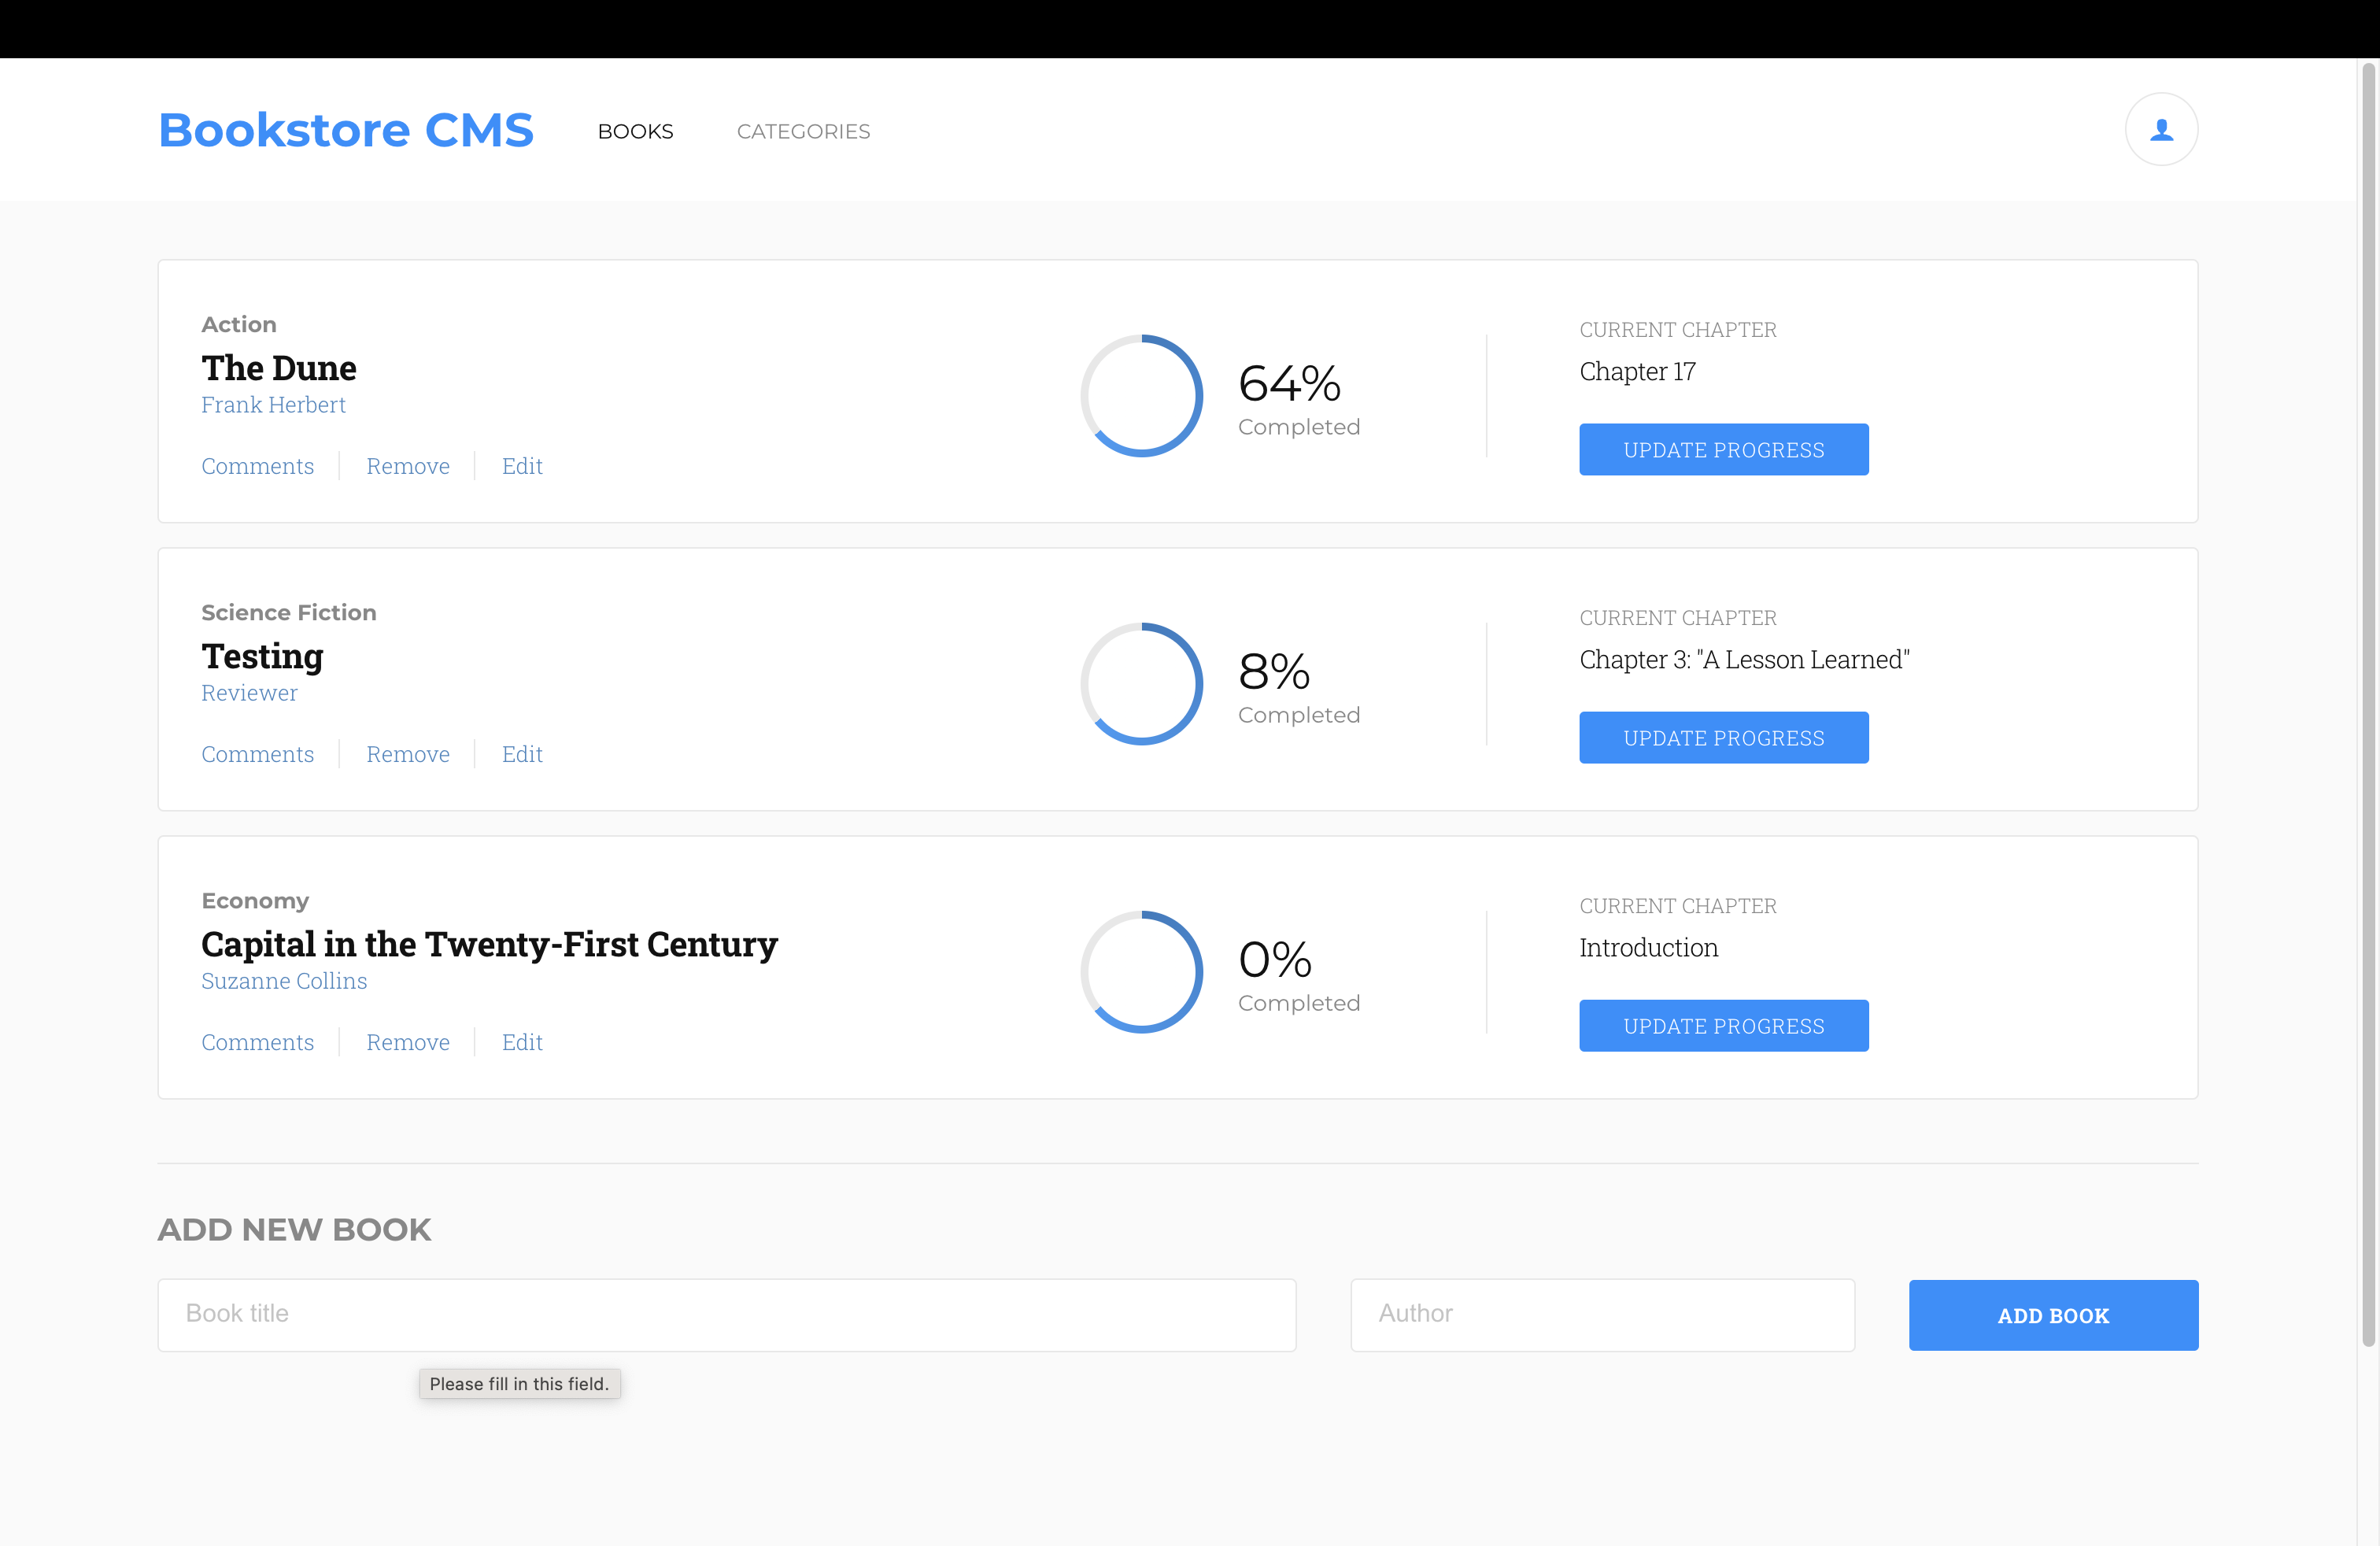 Bookstore CMS BOOKS CATEGORIES
Action
The Dune
Frank Herbert
Comments Remove Edit
64%
Completed
CURRENT CHAPTER
Chapter 17
UPDATE PROGRESS
Science Fiction
Testing
Reviewer
Comments Remove Edit
8%
Completed
CURRENT CHAPTER
Chapter 3: "A Lesson Learned"
UPDATE PROGRESS
Economy
Capital in the Twenty-First Century
Suzanne Collins
Comments Remove Edit
0%
Completed
CURRENT CHAPTER
Introduction
UPDATE PROGRESS
ADD NEW BOOK
Book title Author ADD BOOK
Please fill in this field.